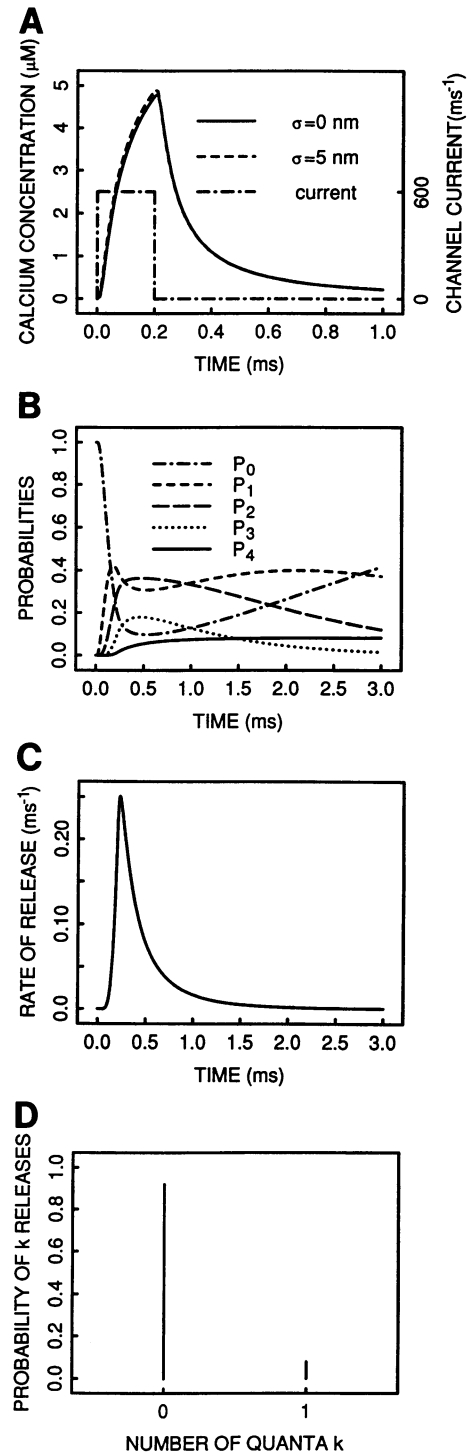 A
CALCIUM CONCENTRATION (μM)
5
4
3
2
1
0
σ=0 nm
σ=5 nm
current
CHANNEL CURRENT(ms⁻¹)
600
0
0.0 0.2 0.4 0.6 0.8 1.0
TIME (ms)
B
PROBABILITIES
1.0
0.8
0.6
0.4
0.2
0.0
P₀
P₁
P₂
P₃
P₄
0.0 0.5 1.0 1.5 2.0 2.5 3.0
TIME (ms)
C
RATE OF RELEASE (ms⁻¹)
0.20
0.10
0.0
0.0 0.5 1.0 1.5 2.0 2.5 3.0
TIME (ms)
D
PROBABILITY OF k RELEASES
1.0
0.8
0.6
0.4
0.2
0.0
0 1
NUMBER OF QUANTA k